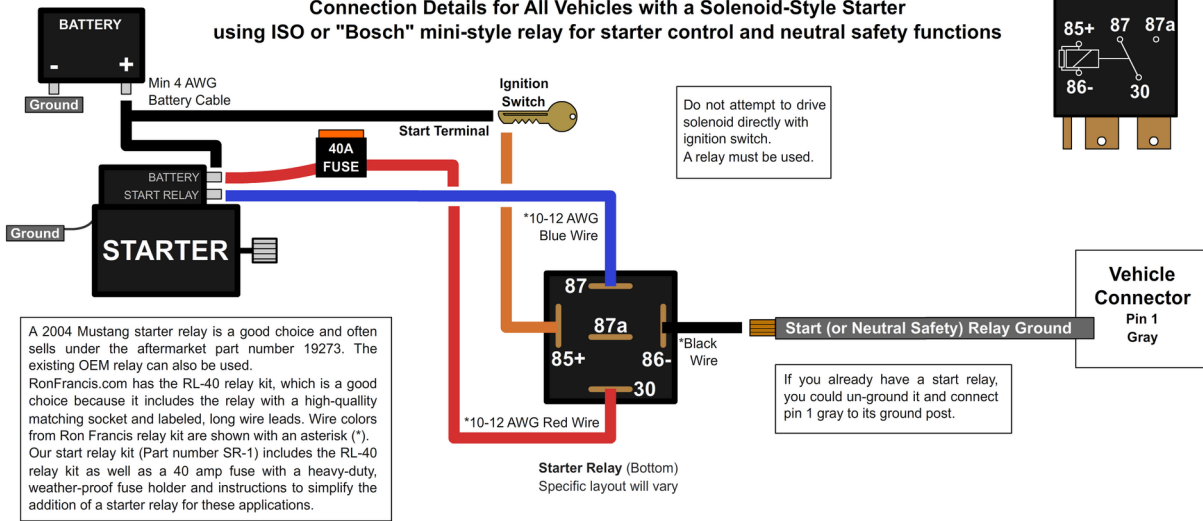 Connection Details for All Vehicles with a Solenoid-Style Starter
using ISO or "Bosch" mini-style relay for starter control and neutral safety functions
BATTERY
-
+
Ground
Min 4 AWG
Battery Cable
Ignition
Switch
Start Terminal
40A
FUSE
Do not attempt to drive
solenoid directly with
ignition switch.
A relay must be used.
85+
87
87a
86-
30
BATTERY
START RELAY
Ground
STARTER
*10-12 AWG
Blue Wire
87
87a
85+
86-
30
*Black
Wire
Start (or Neutral Safety) Relay Ground
Vehicle
Connector
Pin 1
Gray
*10-12 AWG Red Wire
Starter Relay (Bottom)
Specific layout will vary
If you already have a start relay,
you could un-ground it and connect
pin 1 gray to its ground post.
A 2004 Mustang starter relay is a good choice and often
sells under the aftermarket part number 19273. The
existing OEM relay can also be used.
RonFrancis.com has the RL-40 relay kit, which is a good
choice because it includes the relay with a high-quallity
matching socket and labeled, long wire leads. Wire colors
from Ron Francis relay kit are shown with an asterisk (*).
Our start relay kit (Part number SR-1) includes the RL-40
relay kit as well as a 40 amp fuse with a heavy-duty,
weather-proof fuse holder and instructions to simplify the
addition of a starter relay for these applications.